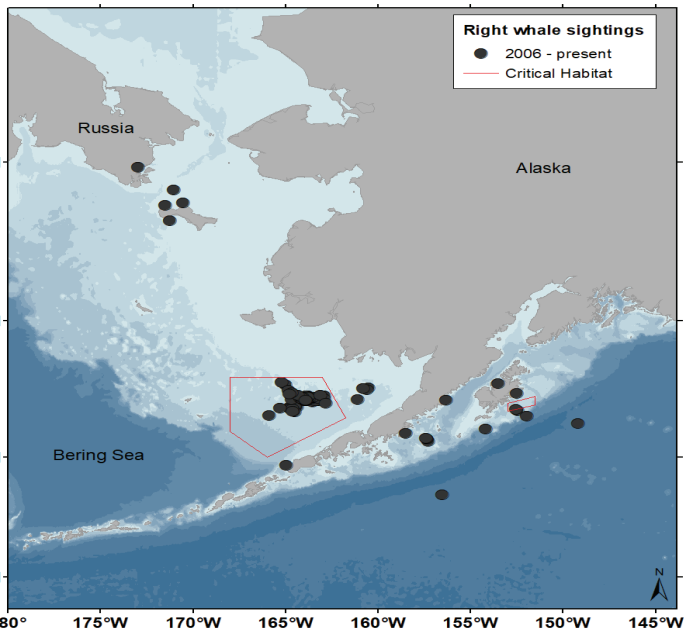 Right whale sightings
2006 - present
Critical Habitat
Russia
Alaska
Bering Sea
N
80° 175°W 170°W 165°W 160°W 155°W 150°W 145°W